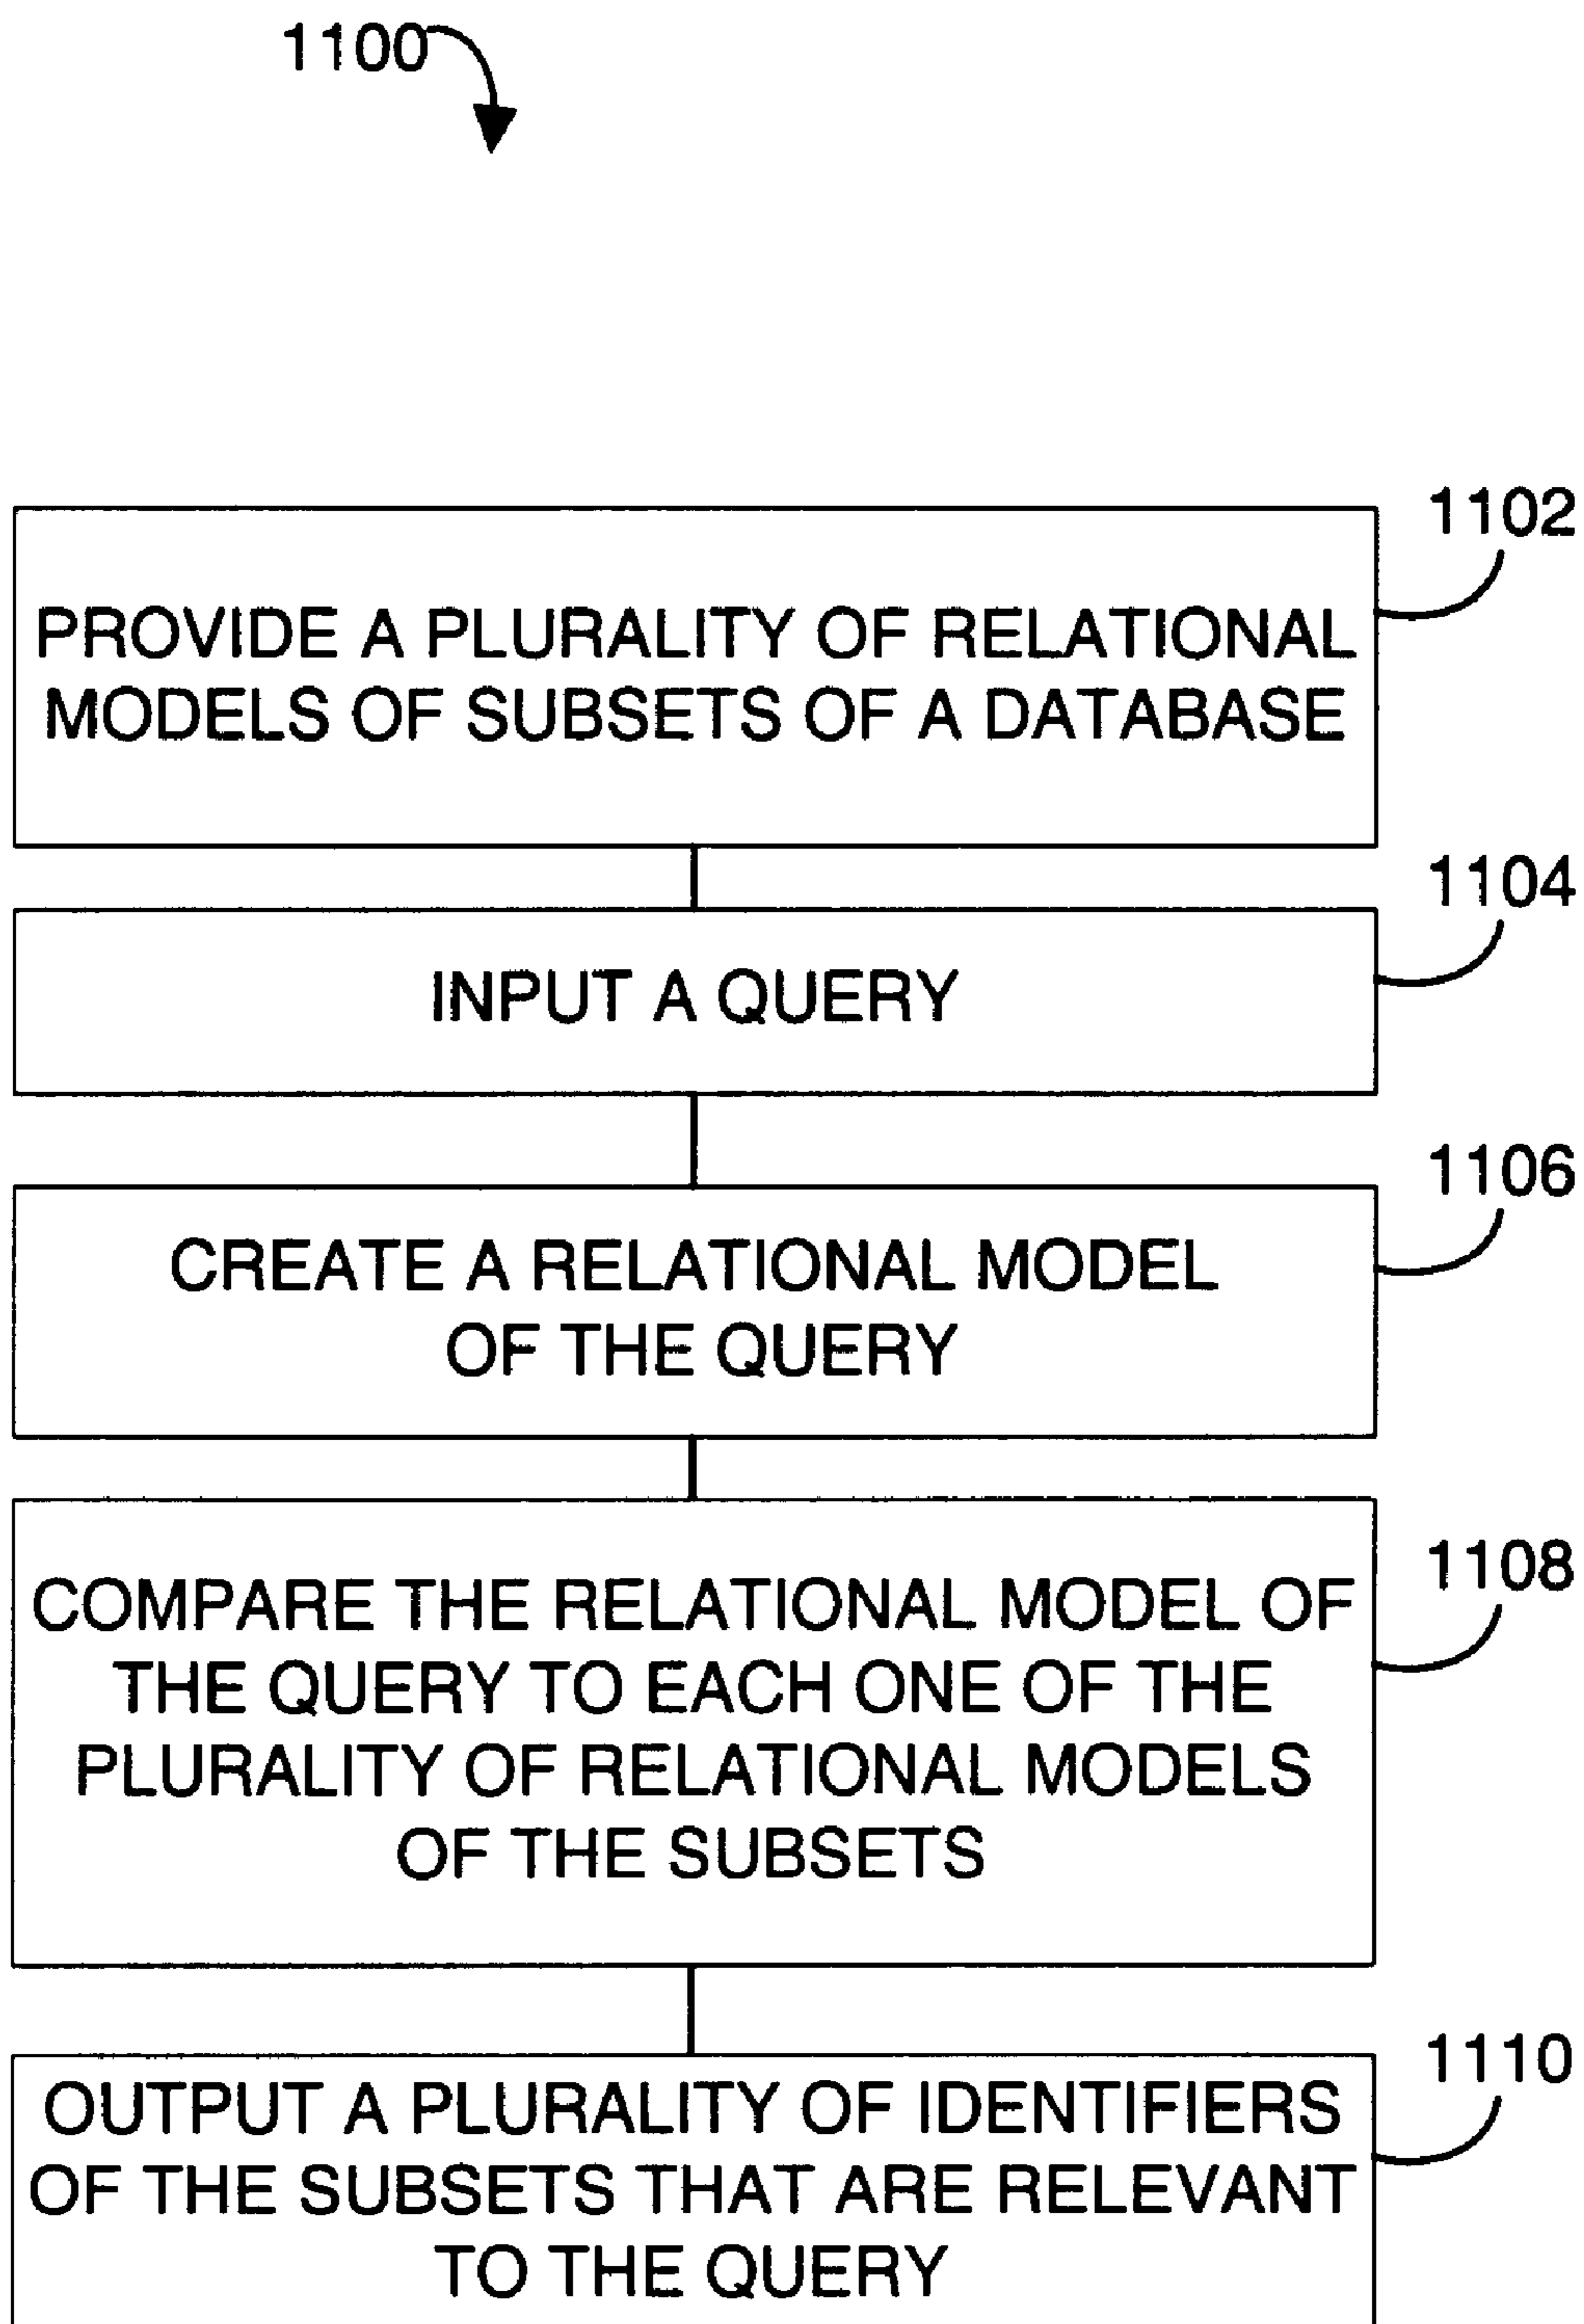 1100
1102
PROVIDE A PLURALITY OF RELATIONAL
MODELS OF SUBSETS OF A DATABASE
1104
INPUT A QUERY
1106
CREATE A RELATIONAL MODEL
OF THE QUERY
1108
COMPARE THE RELATIONAL MODEL OF
THE QUERY TO EACH ONE OF THE
PLURALITY OF RELATIONAL MODELS
OF THE SUBSETS
1110
OUTPUT A PLURALITY OF IDENTIFIERS
OF THE SUBSETS THAT ARE RELEVANT
TO THE QUERY